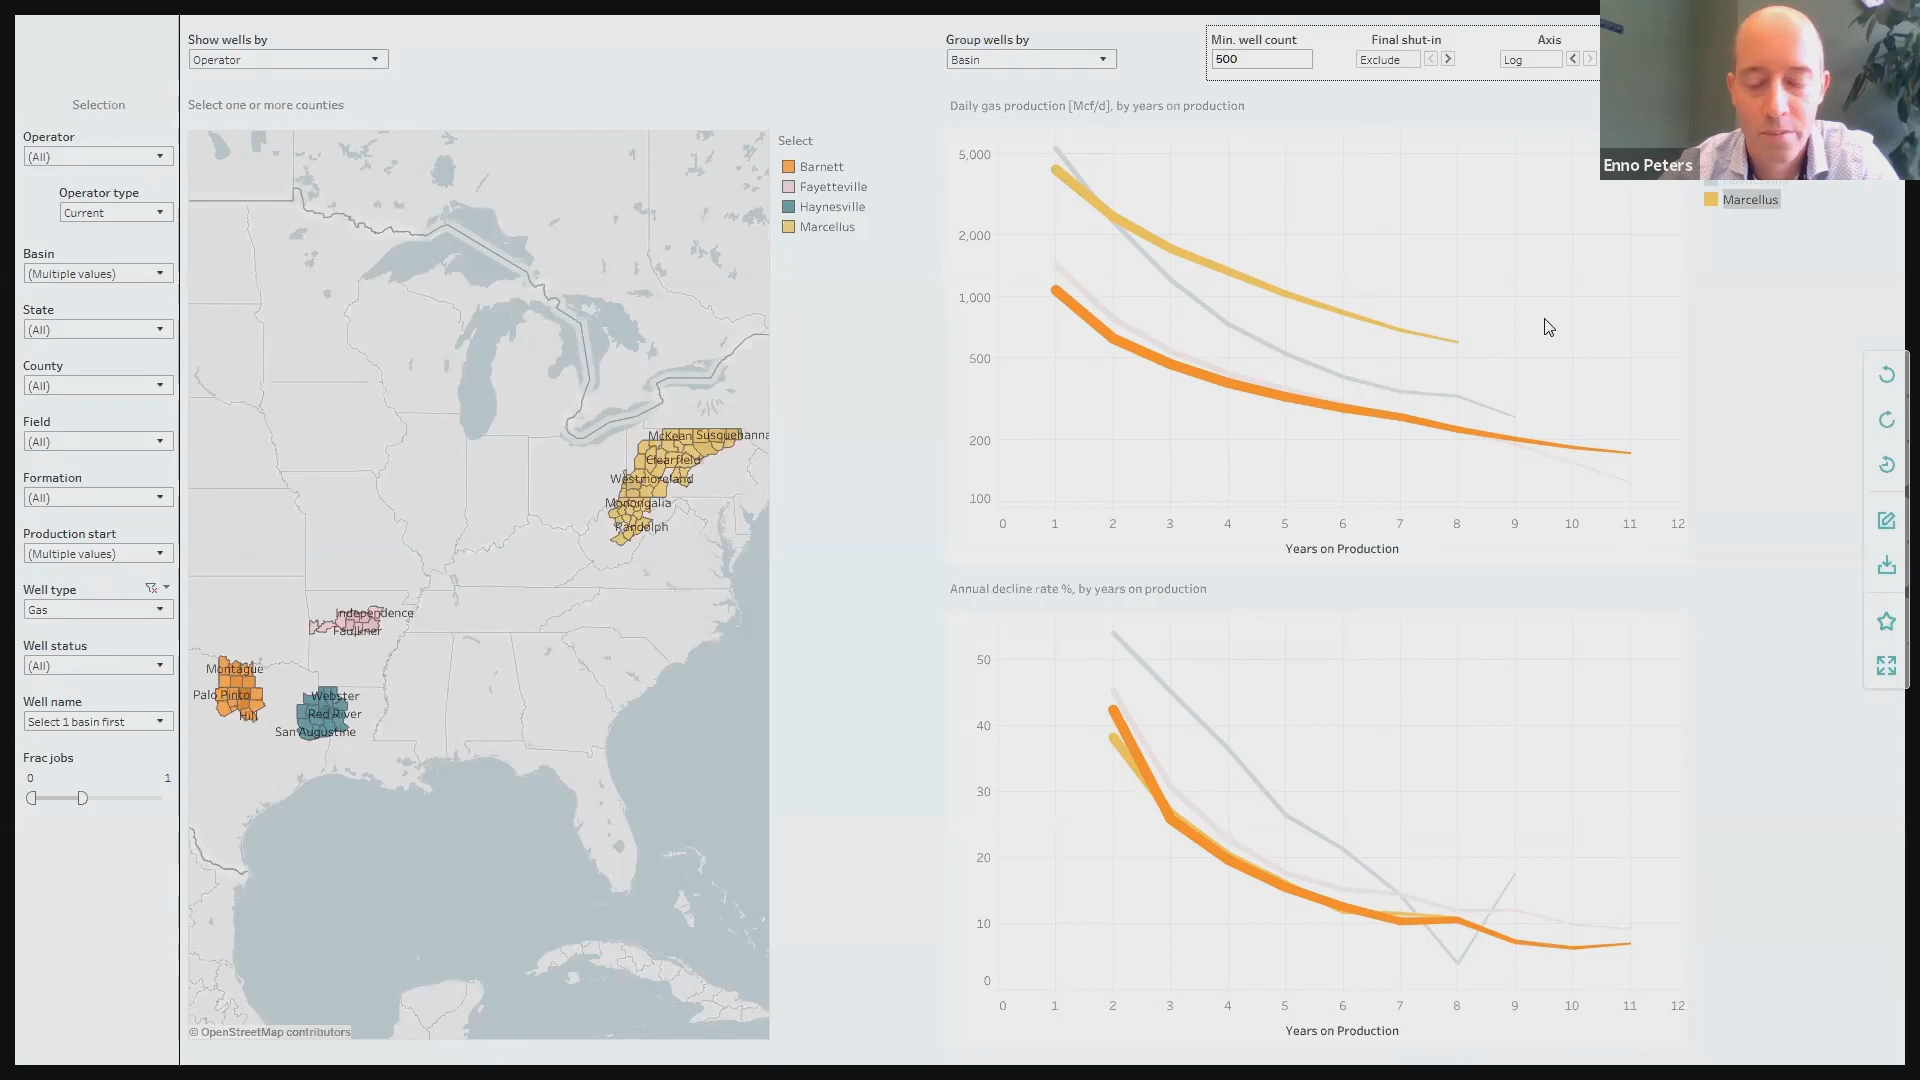 Show wells by
Operator
Group wells by
Basin
Min. well count
500
Final shut-in
Exclude
Axis
Log
Enno Peters
Marcellus
Selection
Operator
(All)
Operator type
Current
Basin
(Multiple values)
State
(All)
County
(All)
Field
(All)
Formation
(All)
Production start
(Multiple values)
Well type
Gas
Well status
(All)
Well name
Select 1 basin first
Frac jobs
0 1
Select one or more counties
McKean Susquehanna
Clearfield
Westmoreland
Monongalia
Randolph
Independence
Faulkner
Montague
Palo Pinto
Hill
Webster
Red River
San Augustine
© OpenStreetMap contributors
Select
Barnett
Fayetteville
Haynesville
Marcellus
Daily gas production [Mcf/d], by years on production
5,000
2,000
1,000
500
200
100
0 1 2 3 4 5 6 7 8 9 10 11 12
Years on Production
Annual decline rate %, by years on production
50
40
30
20
10
0
0 1 2 3 4 5 6 7 8 9 10 11 12
Years on Production